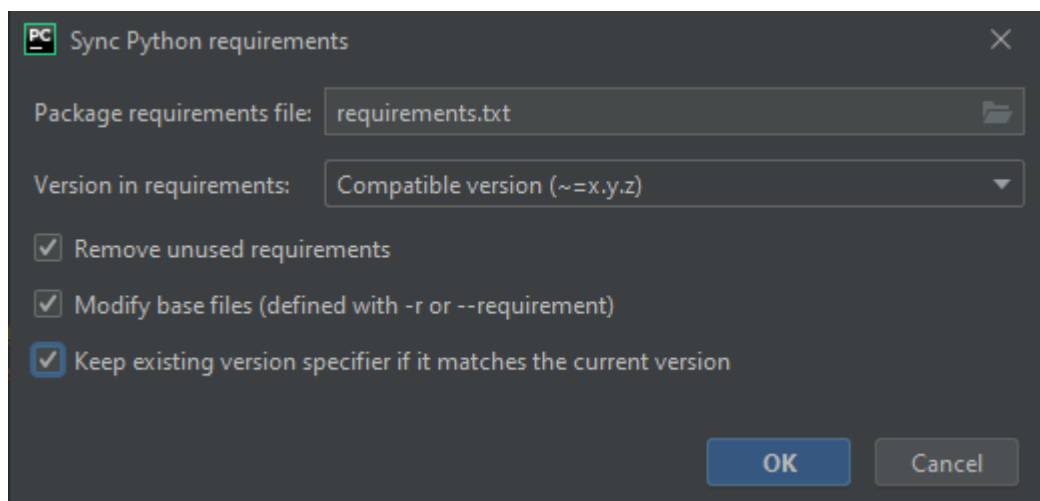 PC Sync Python requirements
Package requirements file: requirements.txt
Version in requirements: Compatible version (~=x.y.z)
Remove unused requirements
Modify base files (defined with -r or --requirement)
Keep existing version specifier if it matches the current version
OK Cancel